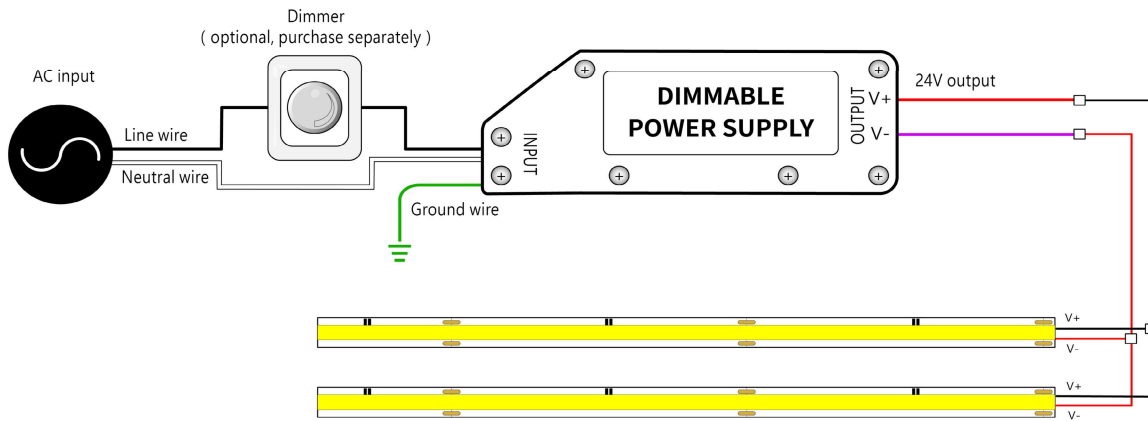 Dimmer
( optional, purchase separately )
AC input
Line wire
Neutral wire
INPUT
Ground wire
DIMMABLE
POWER SUPPLY
OUTPUT
V+
V-
24V output
V+
V-
V+
V-